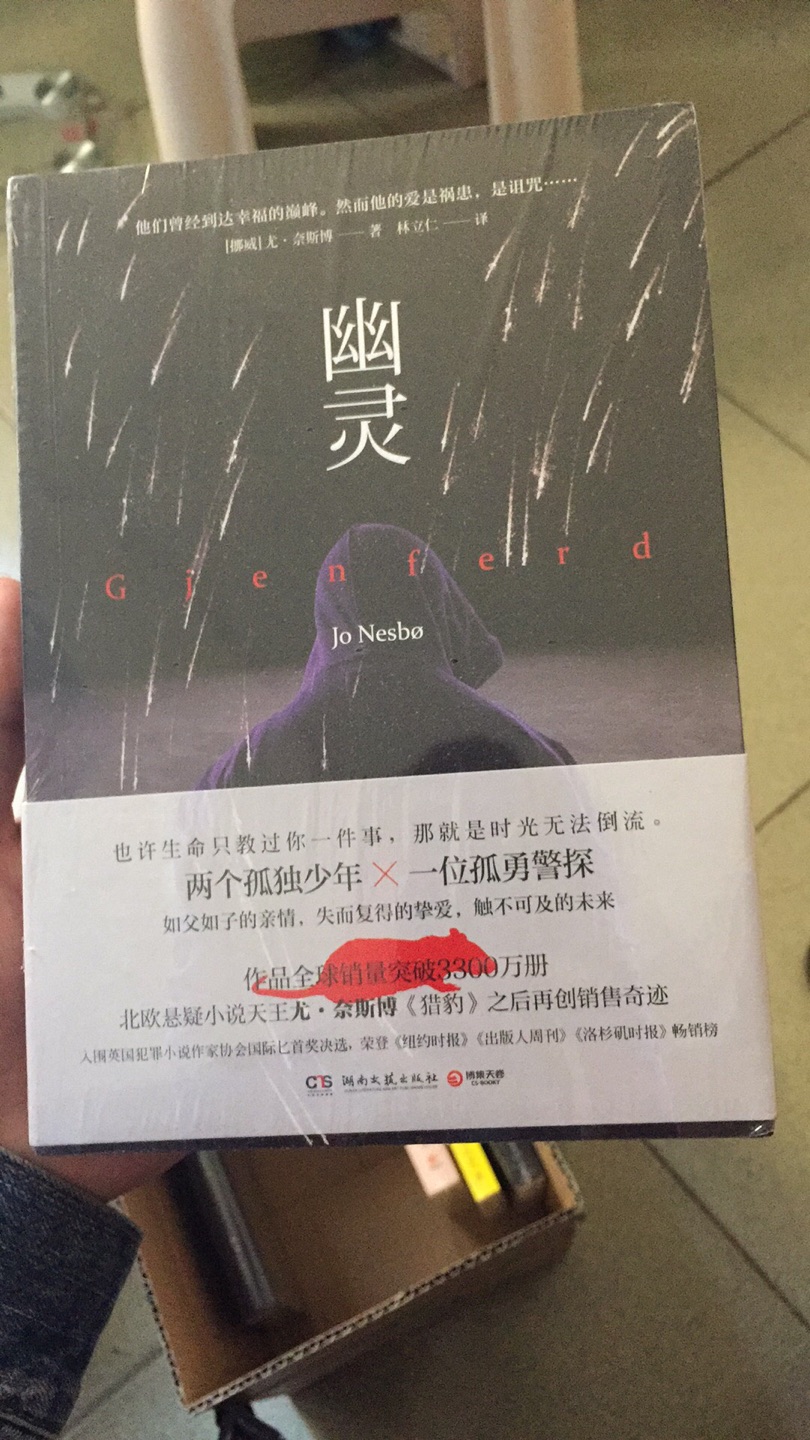 他们曾经到达幸福的巅峰。然而他的爱是祸患,是诅咒……
[挪威] 尤·奈斯博 —— 著 林立仁 —— 译
幽灵
Gjenferd
Jo Nesbø
也许生命只教过你一件事,那就是时光无法倒流。
两个孤独少年×一位孤勇警探
如父如子的亲情,失而复得的挚爱,触不可及的未来
作品全球销量突破3300万册
北欧悬疑小说天王尤·奈斯博《猎豹》之后再创销售奇迹
入围英国犯罪小说作家协会国际匕首奖决选,荣登《纽约时报》《出版人周刊》《洛杉矶时报》畅销榜
CTS 湖南文艺出版社 博集天卷 CS-BOOKY